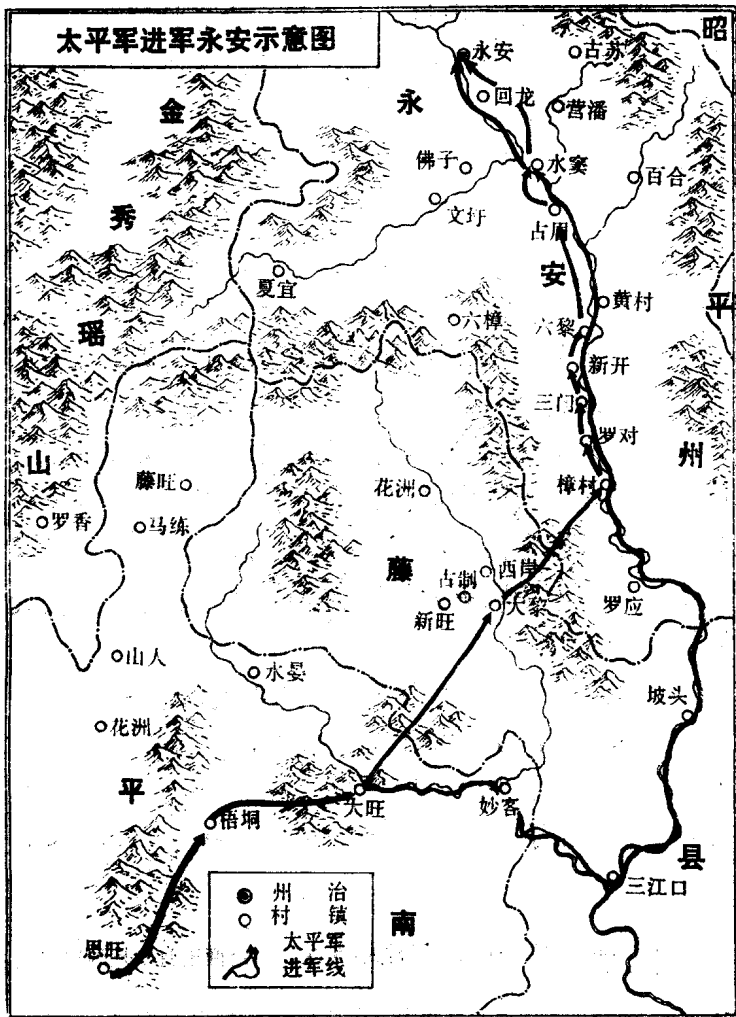 太平军进军永安示意图
昭
永安
古苏
回龙
永
营潘
金
佛子
水窦
百合
秀
文圩
占眉
安
夏宜
黄村
平
瑶
六樟
六黎
新开
三门
罗对
州
山
藤旺
花洲
樟村
罗香
马练
藤
西岸
古制
新旺
大黎
罗应
山人
水晏
坡头
花洲
平
大旺
妙客
梧垌
县
三江口
南
恩旺
州 治
村 镇
太平军
进军线